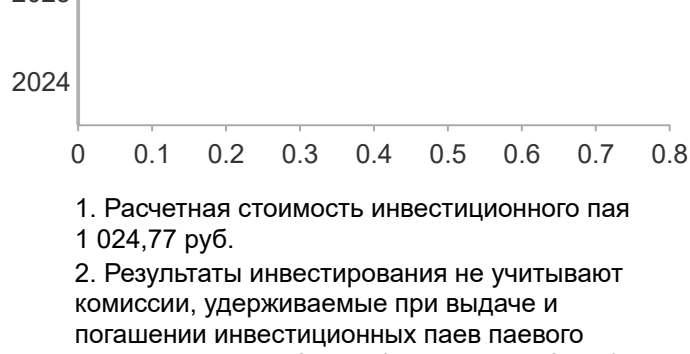 2024
0 0.1 0.2 0.3 0.4 0.5 0.6 0.7 0.8
1. Расчетная стоимость инвестиционного пая
1 024,77 руб.
2. Результаты инвестирования не учитывают
комиссии, удерживаемые при выдаче и
погашении инвестиционных паев паевого